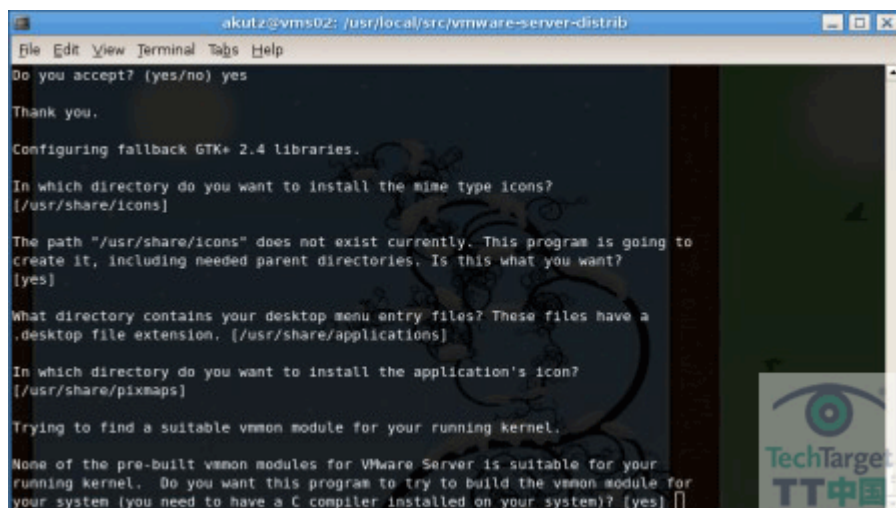 akutz@vms02: /usr/local/src/vmware-server-distrib
File Edit View Terminal Tabs Help
Do you accept? (yes/no) yes
Thank you.
Configuring fallback GTK+ 2.4 libraries.
In which directory do you want to install the mime type icons?
[/usr/share/icons]
The path "/usr/share/icons" does not exist currently. This program is going to
create it, including needed parent directories. Is this what you want?
[yes]
What directory contains your desktop menu entry files? These files have a
.desktop file extension. [/usr/share/applications]
In which directory do you want to install the application's icon?
[/usr/share/pixmaps]
Trying to find a suitable vmmon module for your running kernel.
None of the pre-built vmmon modules for VMware Server is suitable for your
running kernel.  Do you want this program to try to build the vmmon module for
your system (you need to have a C compiler installed on your system)? [yes]
TechTarget
TT中国